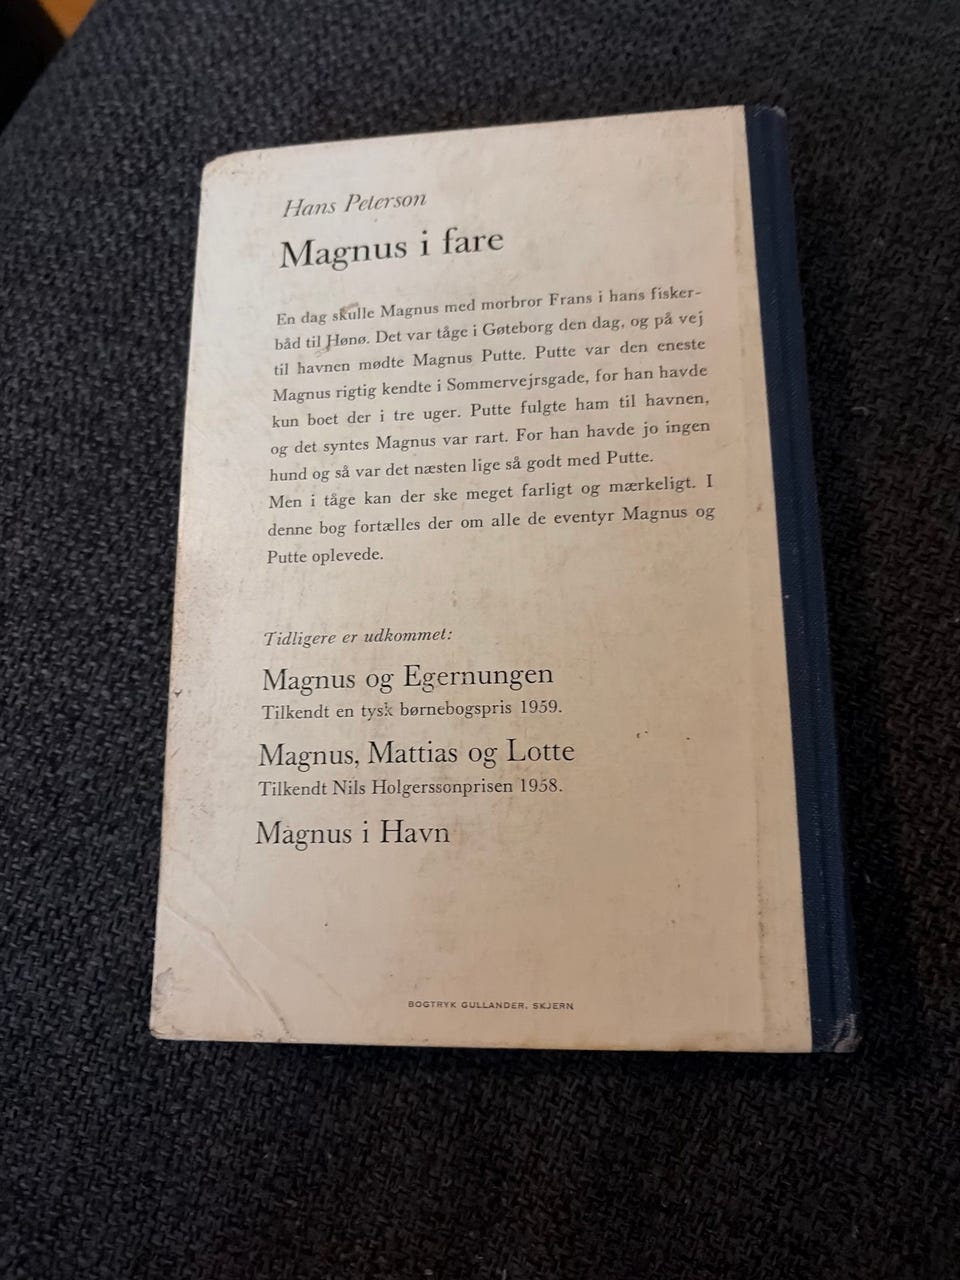 Hans Peterson
Magnus i fare
En dag skulle Magnus med morbror Frans i hans fisker-
båd til Hønø. Det var tåge i Gøteborg den dag, og på vej
til havnen mødte Magnus Putte. Putte var den eneste
Magnus rigtig kendte i Sommervejrsgade, for han havde
kun boet der i tre uger. Putte fulgte ham til havnen,
og det syntes Magnus var rart. For han havde jo ingen
hund og så var det næsten lige så godt med Putte.
Men i tåge kan der ske meget farligt og mærkeligt. I
denne bog fortælles der om alle de eventyr Magnus og
Putte oplevede.
Tidligere er udkommet:
Magnus og Egernungen
Tilkendt en tysk børnebogspris 1959.
Magnus, Mattias og Lotte
Tilkendt Nils Holgerssonprisen 1958.
Magnus i Havn
BOGTRYK GULLANDER, SKJERN